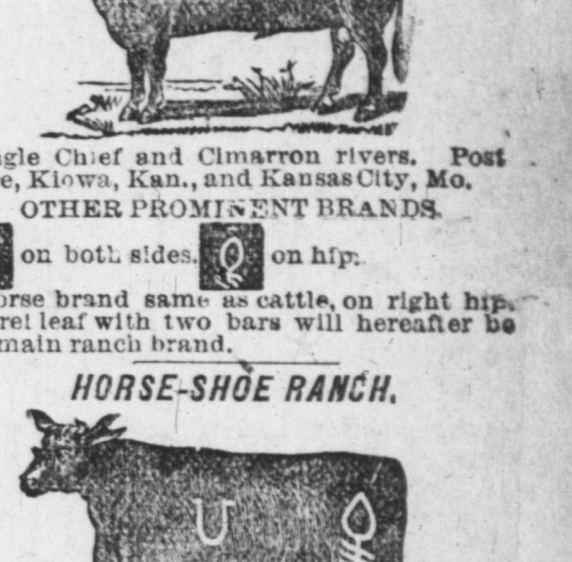 gle Chief and Cimarron rivers. Post
e, Kiowa, Kan., and Kansas City, Mo.
OTHER PROMINENT BRANDS.
on both sides. on hip.
orse brand same as cattle, on right hip.
rel leaf with two bars will hereafter be
main ranch brand.
HORSE-SHOE RANCH.